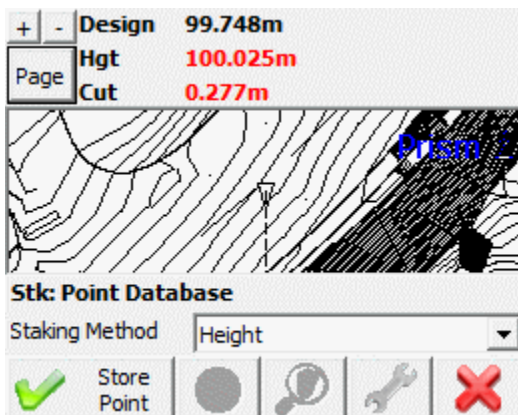 + - Design 99.748m
Page Hgt 100.025m
Cut 0.277m
Prism
Stk: Point Database
Staking Method Height
Store
Point